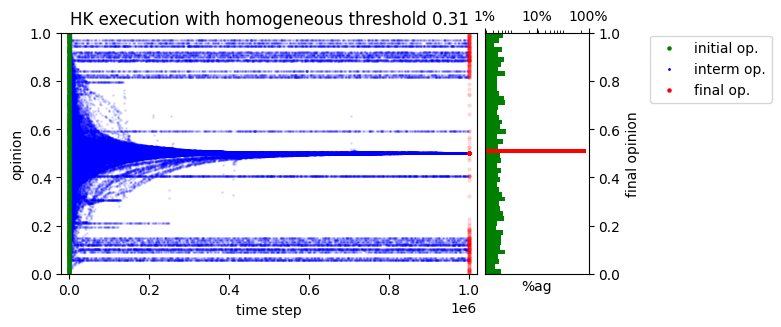 HK execution with homogeneous threshold 0.31
1% 10% 100%
1.0 1.0
initial op.
interm op.
final op.
0.8 0.8
0.6 0.6
opinion
final opinion
0.4 0.4
0.2 0.2
0.0 0.0
0.0 0.2 0.4 0.6 0.8 1.0
%ag
1e6
time step